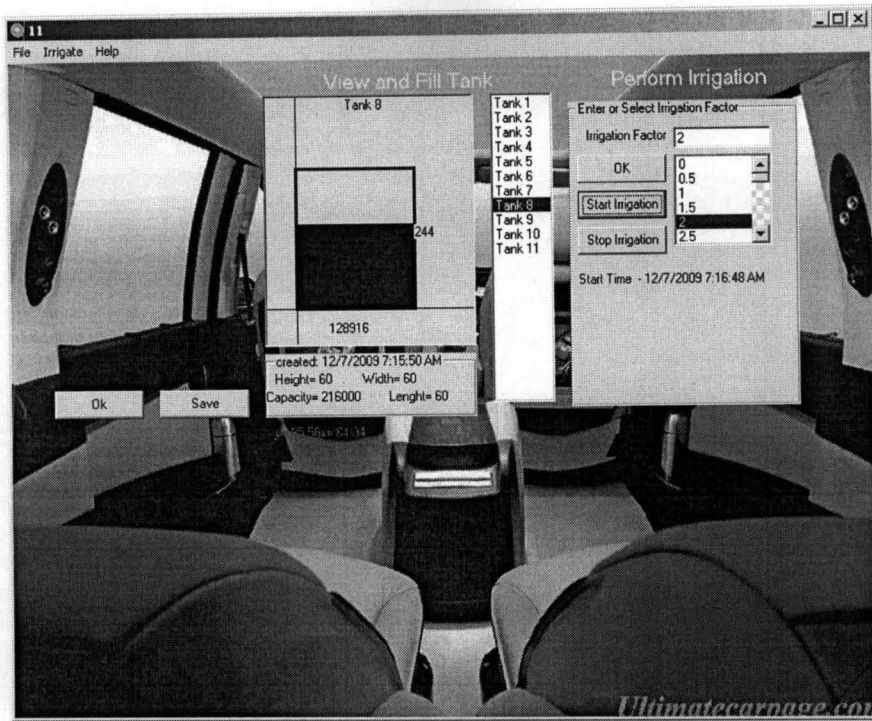 11
File Irrigate Help
View and Fill Tank
Perform Irrigation
Tank 8
244
128916
created: 12/7/2009 7:15:50 AM
Height= 60 Width= 60
Capacity= 216000 Lenght= 60
Ok
Save
Tank 1
Tank 2
Tank 3
Tank 4
Tank 5
Tank 6
Tank 7
Tank 8
Tank 9
Tank 10
Tank 11
Enter or Select Irrigation Factor
Irrigation Factor 2
OK
Start Irrigation
Stop Irrigation
0
0.5
1
1.5
2
2.5
Start Time - 12/7/2009 7:16:48 AM
Ultimatecarpage.com